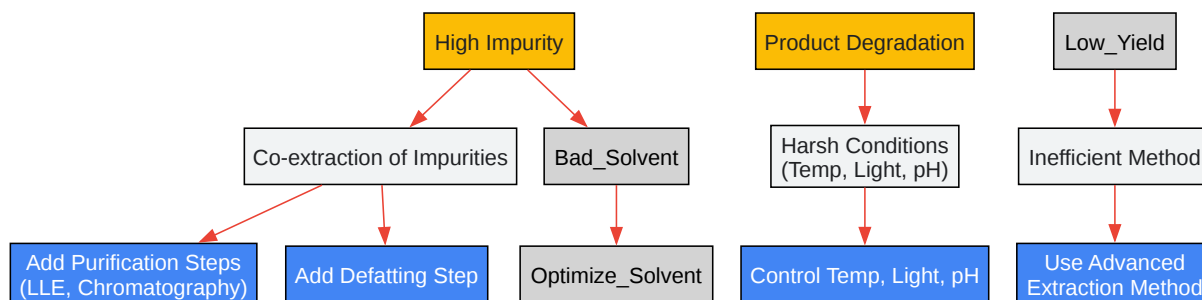 High Impurity
Product Degradation
Low_Yield
Co-extraction of Impurities
Bad_Solvent
Harsh Conditions
(Temp, Light, pH)
Inefficient Method
Add Purification Steps
(LLE, Chromatography)
Add Defatting Step
Optimize_Solvent
Control Temp, Light, pH
Use Advanced
Extraction Method